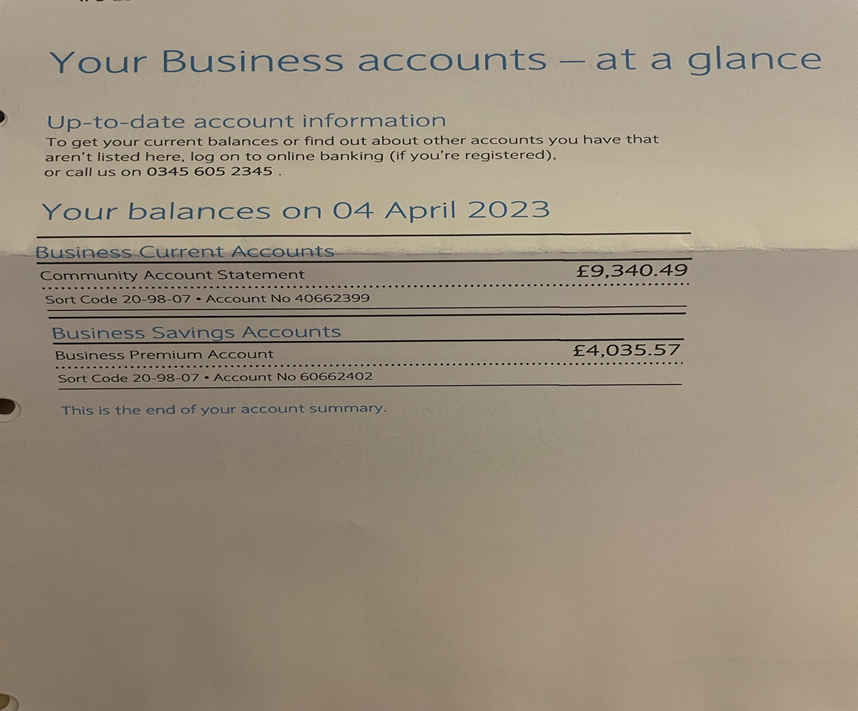 Your Business accounts – at a glance
Up-to-date account information
To get your current balances or find out about other accounts you have that
aren't listed here, log on to online banking (if you're registered),
or call us on 0345 605 2345 .
Your balances on 04 April 2023
Business Current Accounts
Community Account Statement £9,340.49
Sort Code 20-98-07 • Account No 40662399
Business Savings Accounts
Business Premium Account £4,035.57
Sort Code 20-98-07 • Account No 60662402
This is the end of your account summary.